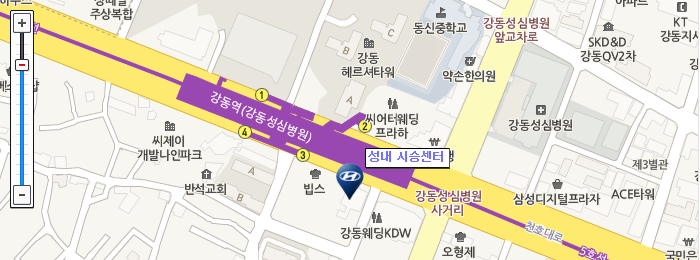 주상복합
동신중학교
강동성심병원
앞교차로
아파트
KT
강동지사
SKD&D
강동QV2차
강동
헤르셔타워
B
C
A
약손한의원
1
강동역(강동성심병원)
2
씨어터웨딩
프라하
강동성심병원
씨제이
개발나인파크
4
3
성내 시승센터
제3별관
A
B
반석교회
빕스
강동성심병원
사거리
삼성디지털프라자
ACE타워
강동웨딩KDW
천호대로
5호선
오형제
국민은